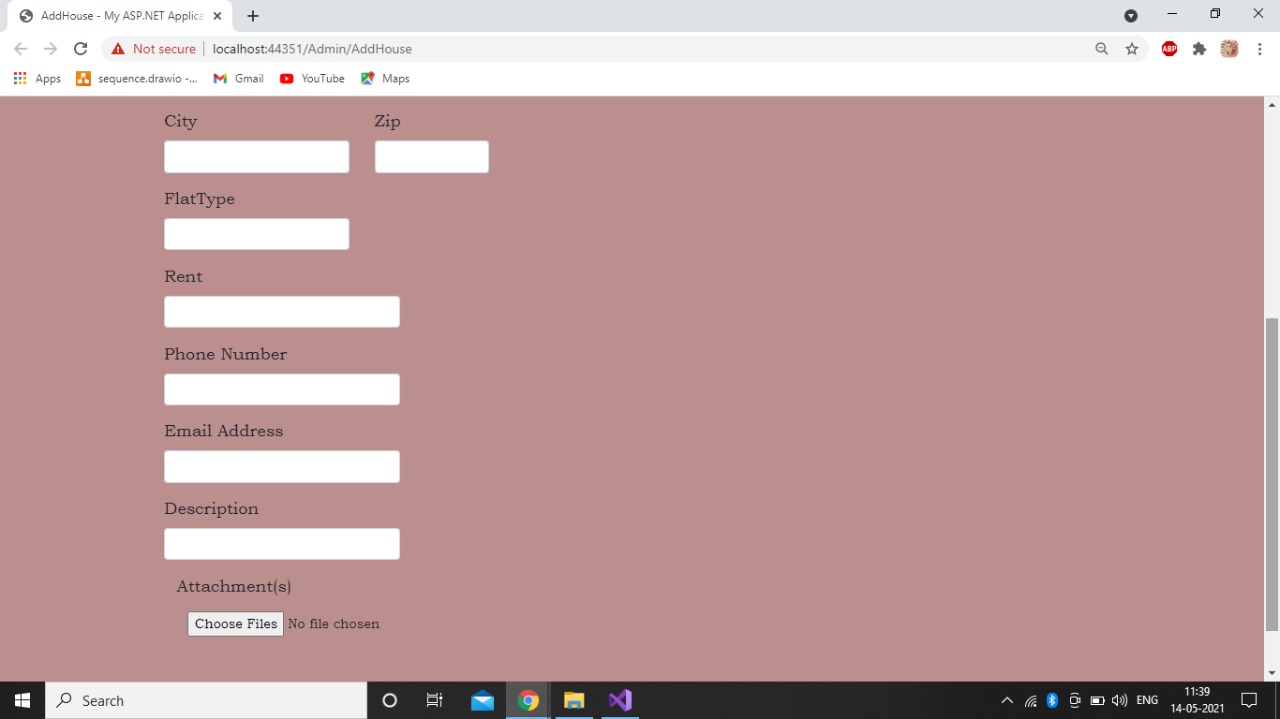 AddHouse - My ASP.NET Applica
Not secure
localhost:44351/Admin/AddHouse
ABP
Apps
sequence.drawio -...
Gmail
YouTube
Maps
City Zip
FlatType
Rent
Phone Number
Email Address
Description
Attachment(s)
Choose Files No file chosen
Search
ENG
11:39
14-05-2021